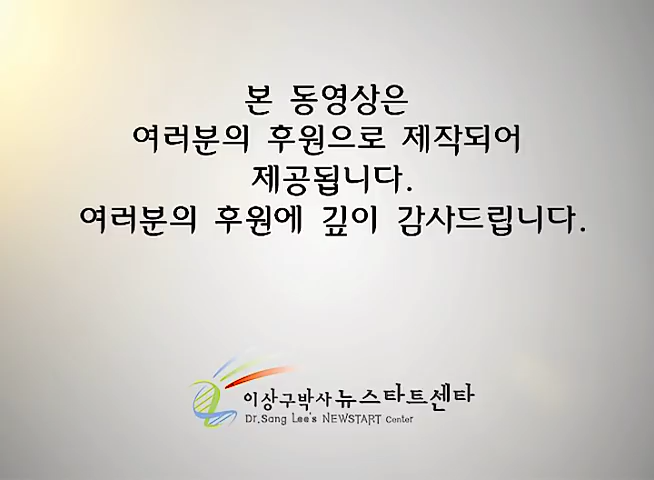 본 동영상은
여러분의 후원으로 제작되어
제공됩니다.
여러분의 후원에 깊이 감사드립니다.
이상구박사 뉴스타트센타
Dr.Sang Lee's NEWSTART Center